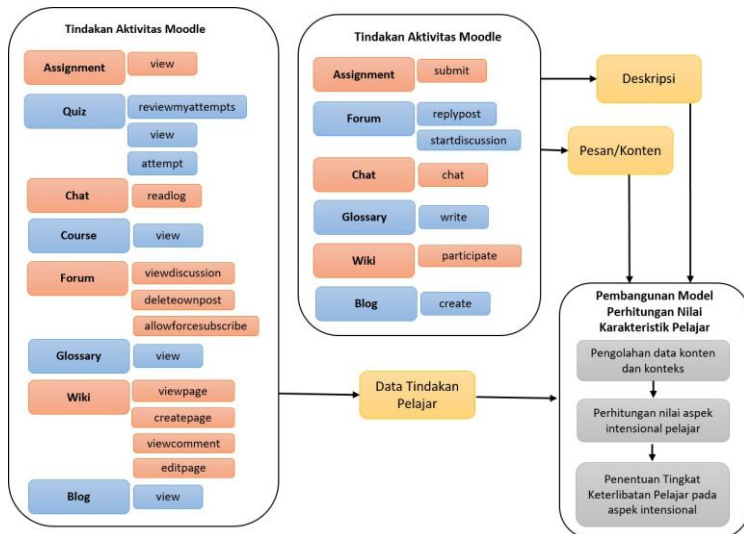 Tindakan Aktivitas Moodle
Assignment
view
Quiz
reviewmyattempts
view
attempt
Chat
readlog
Course
view
Forum
viewdiscussion
deleteownpost
allowforcesubscribe
Glossary
view
Wiki
viewpage
createpage
viewcomment
editpage
Blog
view
Tindakan Aktivitas Moodle
Assignment
submit
Forum
replypost
startdiscussion
Chat
chat
Glossary
write
Wiki
participate
Blog
create
Deskripsi
Pesan/Konten
Data Tindakan
Pelajar
Pembangunan Model
Perhitungan Nilai
Karakteristik Pelajar
Pengolahan data konten
dan konteks
Perhitungan nilai aspek
intensional pelajar
Penentuan Tingkat
Keterlibatan Pelajar pada
aspek intensional